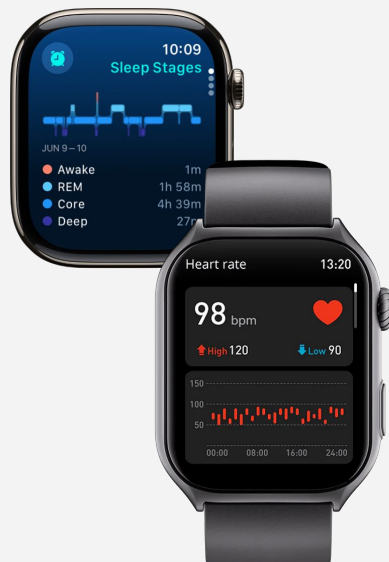 10:09
Sleep Stages
JUN 9 – 10
Awake 1m
REM 1h 58m
Core 4h 39m
Deep 27m
Heart rate 13:20
98 bpm
High 120 Low 90
150
100
50
00:00 08:00 16:00 24:00